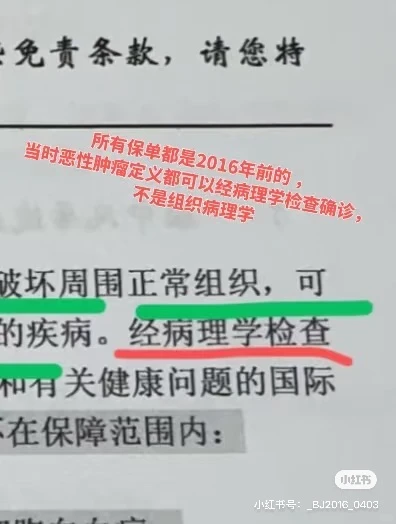 免责条款，请您特
所有保单都是2016年前的，
当时恶性肿瘤定义都可以经病理学检查确诊，
不是组织病理学
破坏周围正常组织，可
的疾病。经病理学检查
和有关健康问题的国际
在保障范围内：
小红书
小红书号：_BJ2016_0403